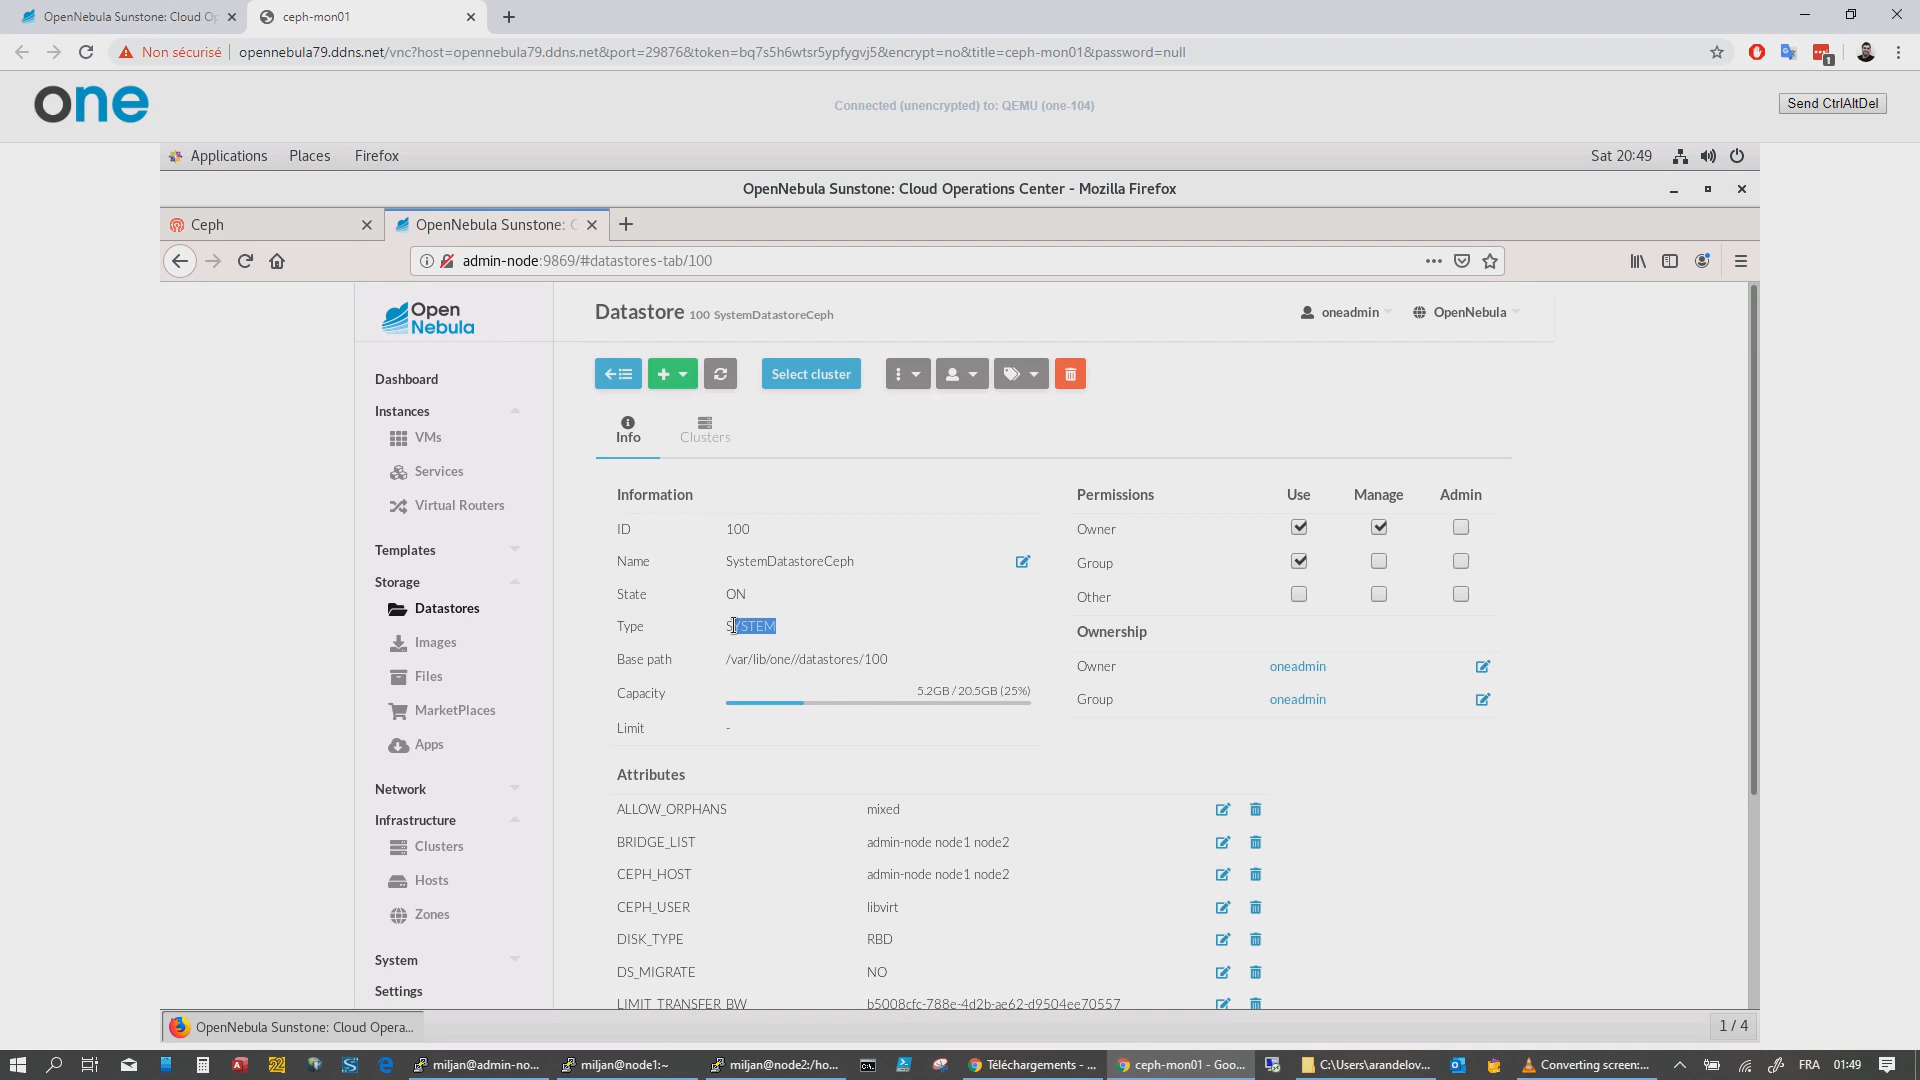 OpenNebula Sunstone: Cloud Op
ceph-mon01
Non sécurisé
opennebula79.ddns.net/vnc?host=opennebula79.ddns.net&port=29876&token=bq7s5h6wtsr5ypfygvj5&encrypt=no&title=ceph-mon01&password=null
1
one
Connected (unencrypted) to: QEMU (one-104)
Send CtrlAltDel
Applications Places Firefox
Sat 20:49
OpenNebula Sunstone: Cloud Operations Center - Mozilla Firefox
Ceph
OpenNebula Sunstone: C
admin-node:9869/#datastores-tab/100
Open
Nebula
Datastore 100 SystemDatastoreCeph
oneadmin
OpenNebula
Select cluster
Dashboard
Instances
VMs
Services
Virtual Routers
Templates
Storage
Datastores
Images
Files
MarketPlaces
Apps
Network
Infrastructure
Clusters
Hosts
Zones
System
Settings
Info
Clusters
Information
ID 100
Name SystemDatastoreCeph
State ON
Type SYSTEM
Base path /var/lib/one//datastores/100
Capacity 5.2GB / 20.5GB (25%)
Limit -
Permissions Use Manage Admin
Owner
Group
Other
Ownership
Owner oneadmin
Group oneadmin
Attributes
ALLOW_ORPHANS mixed
BRIDGE_LIST admin-node node1 node2
CEPH_HOST admin-node node1 node2
CEPH_USER libvirt
DISK_TYPE RBD
DS_MIGRATE NO
LIMIT_TRANSFER_BW b5008cfc-788e-4d2b-ae62-d9504ee70557
OpenNebula Sunstone: Cloud Opera...
1 / 4
miljan@admin-no...
miljan@node1:~
miljan@node2:/ho...
Téléchargements - ...
ceph-mon01 - Goo...
C:\Users\arandelov...
Converting screen:...
FRA
01:49